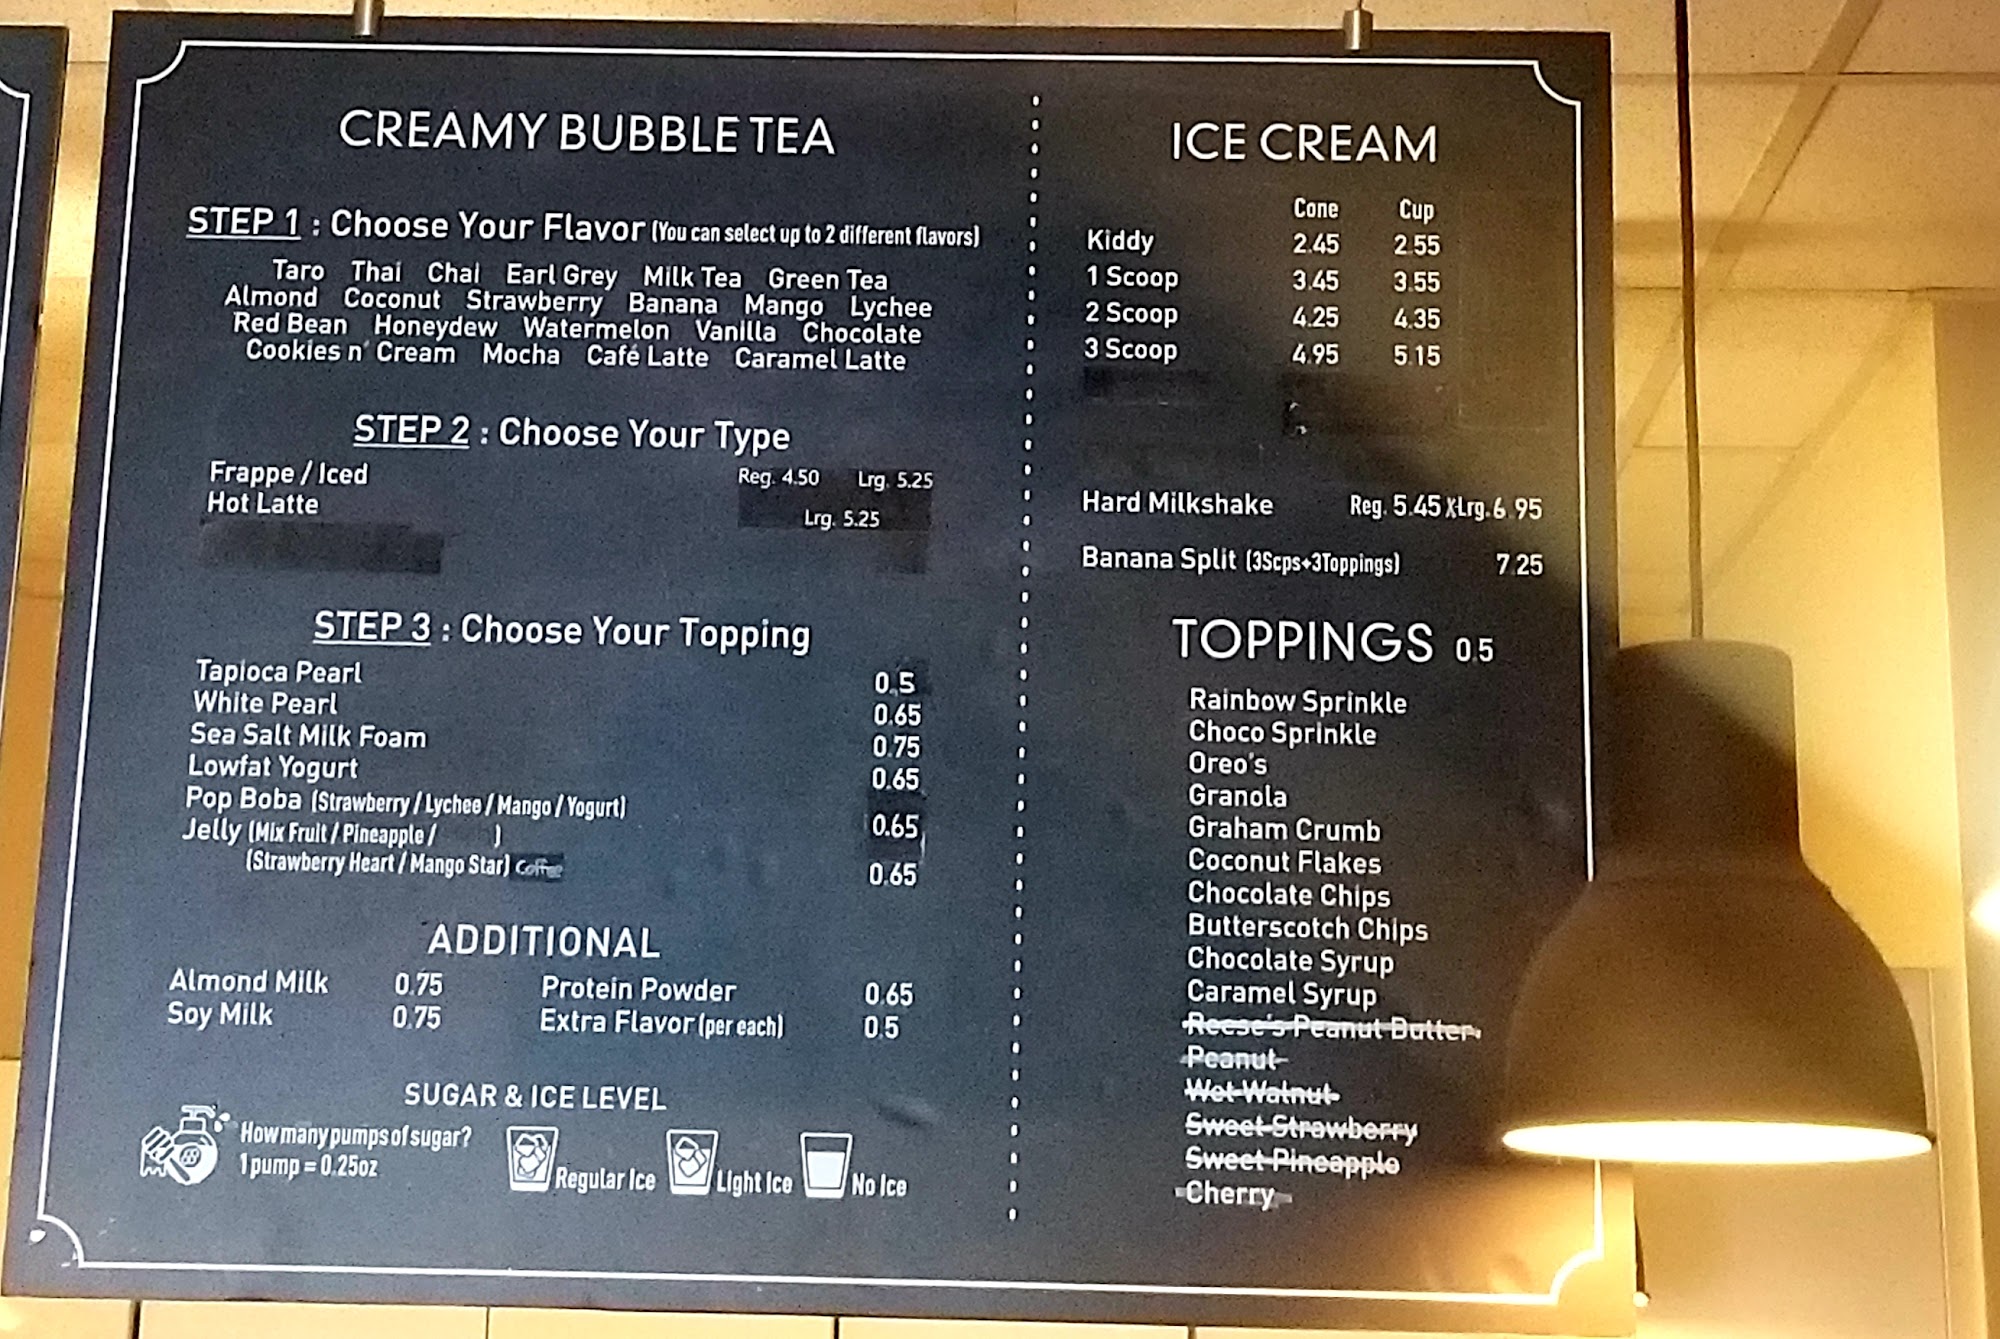 CREAMY BUBBLE TEA
STEP 1 : Choose Your Flavor (You can select up to 2 different flavors)
Taro Thai Chai Earl Grey Milk Tea Green Tea
Almond Coconut Strawberry Banana Mango Lychee
Red Bean Honeydew Watermelon Vanilla Chocolate
Cookies n' Cream Mocha Café Latte Caramel Latte
STEP 2 : Choose Your Type
Frappe / Iced Reg. 4.50 Lrg. 5.25
Hot Latte Lrg. 5.25
STEP 3 : Choose Your Topping
Tapioca Pearl 0.5
White Pearl 0.65
Sea Salt Milk Foam 0.75
Lowfat Yogurt 0.65
Pop Boba (Strawberry / Lychee / Mango / Yogurt) 0.65
Jelly (Mix Fruit / Pineapple / )
(Strawberry Heart / Mango Star) Coffee 0.65
ADDITIONAL
Almond Milk 0.75 Protein Powder 0.65
Soy Milk 0.75 Extra Flavor (per each) 0.5
SUGAR & ICE LEVEL
How many pumps of sugar?
1 pump = 0.25oz
Regular Ice Light Ice No Ice
ICE CREAM
Cone Cup
Kiddy 2.45 2.55
1 Scoop 3.45 3.55
2 Scoop 4.25 4.35
3 Scoop 4.95 5.15
Hard Milkshake Reg. 5.45 X-Lrg. 6.95
Banana Split (3Scps+3Toppings) 7.25
TOPPINGS 0.5
Rainbow Sprinkle
Choco Sprinkle
Oreo's
Granola
Graham Crumb
Coconut Flakes
Chocolate Chips
Butterscotch Chips
Chocolate Syrup
Caramel Syrup
Reese's Peanut Butter
Peanut
Wet Walnut
Sweet Strawberry
Sweet Pineapple
Cherry